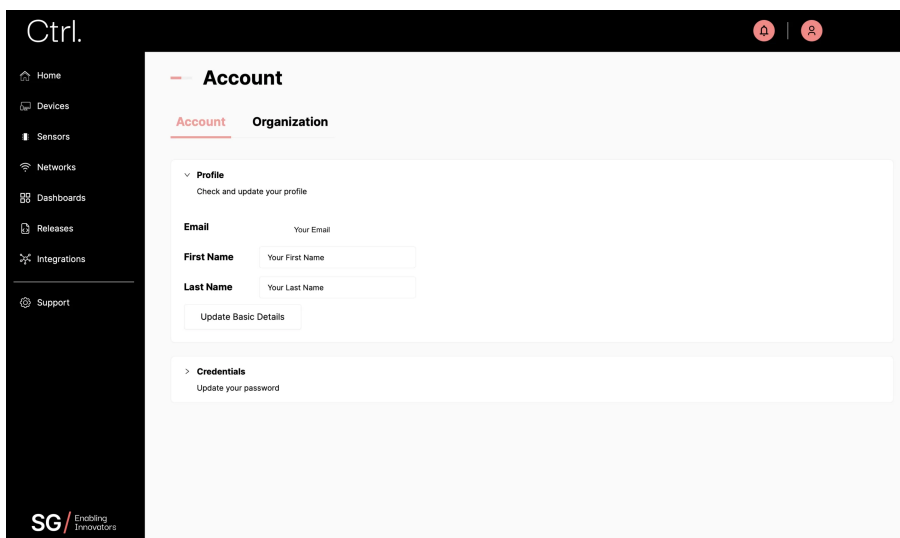 Ctrl.
Home
Devices
Sensors
Networks
Dashboards
Releases
Integrations
Support
SG/ Enabling
Innovators
Account
Account Organization
Profile
Check and update your profile
Email Your Email
First Name Your First Name
Last Name Your Last Name
Update Basic Details
Credentials
Update your password